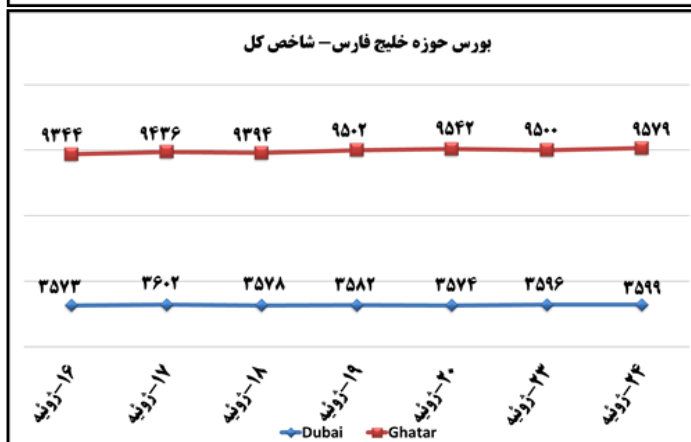 بورس حوزه خلیج فارس – شاخص کل
۹۳۴۴ ۹۴۳۶ ۹۳۹۴ ۹۵۰۲ ۹۵۴۲ ۹۵۰۰ ۹۵۷۹
۳۵۷۳ ۳۶۰۲ ۳۵۷۸ ۳۵۸۲ ۳۵۷۴ ۳۵۹۶ ۳۵۹۹
۱۶-ژوئیه ۱۷-ژوئیه ۱۸-ژوئیه ۱۹-ژوئیه ۲۰-ژوئیه ۲۳-ژوئیه ۲۴-ژوئیه
Dubai Ghatar